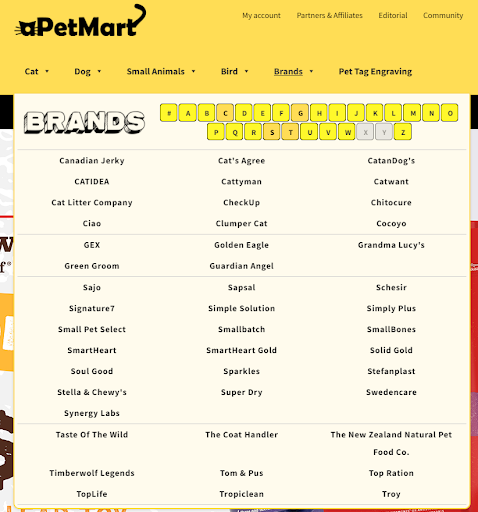 aPetMart
My account Partners & Affiliates Editorial Community
Cat Dog Small Animals Bird Brands Pet Tag Engraving
BRANDS
# A B C D E F G H I J K L M N O
P Q R S T U V W X Y Z
Canadian Jerky Cat's Agree CatanDog's
CATIDEA Cattyman Catwant
Cat Litter Company CheckUp Chitocure
Ciao Clumper Cat Cocoyo
GEX Golden Eagle Grandma Lucy's
Green Groom Guardian Angel
Sajo Sapsal Schesir
Signature7 Simple Solution Simply Plus
Small Pet Select Smallbatch SmallBones
SmartHeart SmartHeart Gold Solid Gold
Soul Good Sparkles Stefanplast
Stella & Chewy's Super Dry Swedencare
Synergy Labs
Taste Of The Wild The Coat Handler The New Zealand Natural Pet
Food Co.
Timberwolf Legends Tom & Pus Top Ration
TopLife Tropiclean Troy